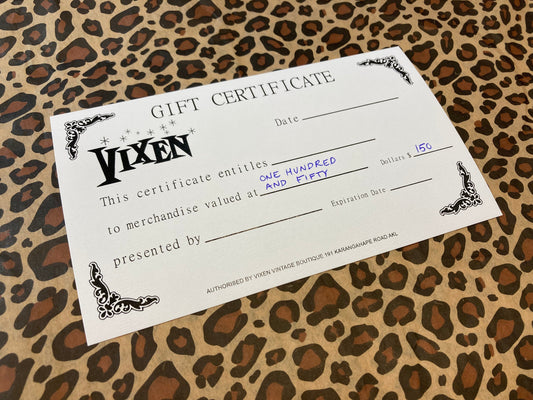 GIFT CERTIFICATE
VIXEN
Date
This certificate entitles
to merchandise valued at ONE HUNDRED AND FIFTY Dollars $ 150
presented by Expiration Date
AUTHORISED BY VIXEN VINTAGE BOUTIQUE 191 KARANGAHAPE ROAD AKL